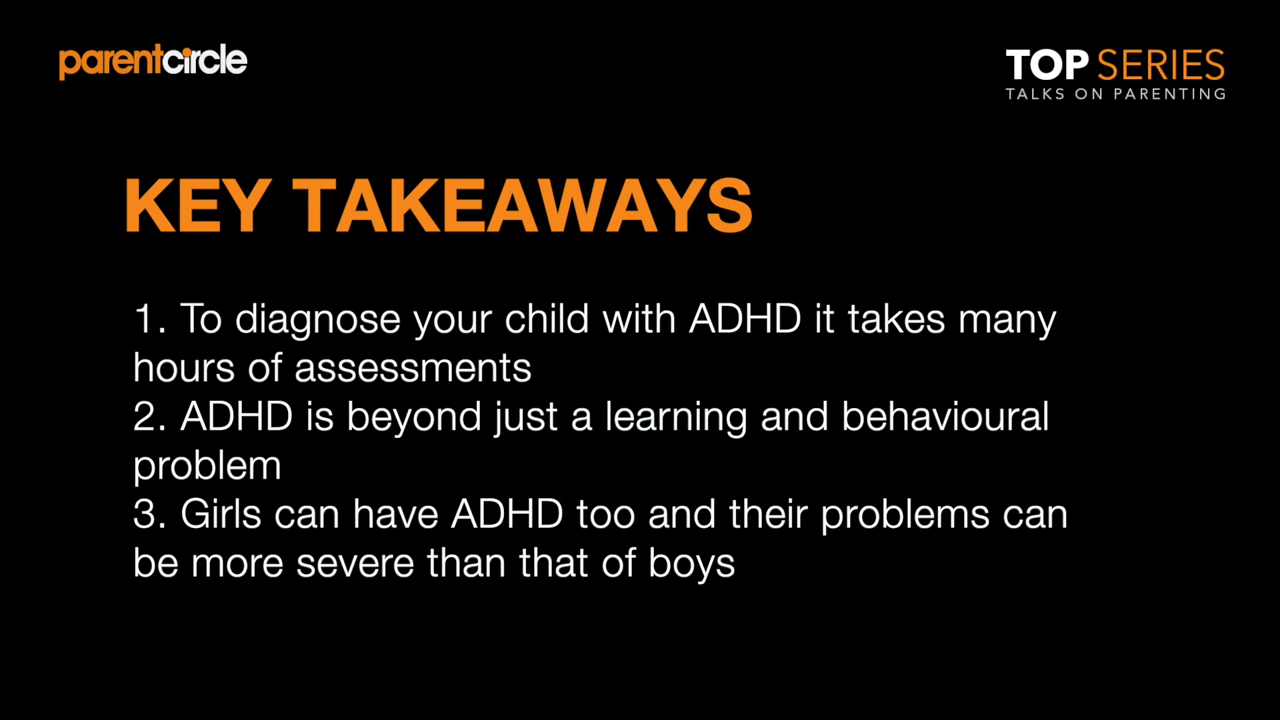 parentcircle
TOP SERIES
TALKS ON PARENTING
KEY TAKEAWAYS
1. To diagnose your child with ADHD it takes many
hours of assessments
2. ADHD is beyond just a learning and behavioural
problem
3. Girls can have ADHD too and their problems can
be more severe than that of boys